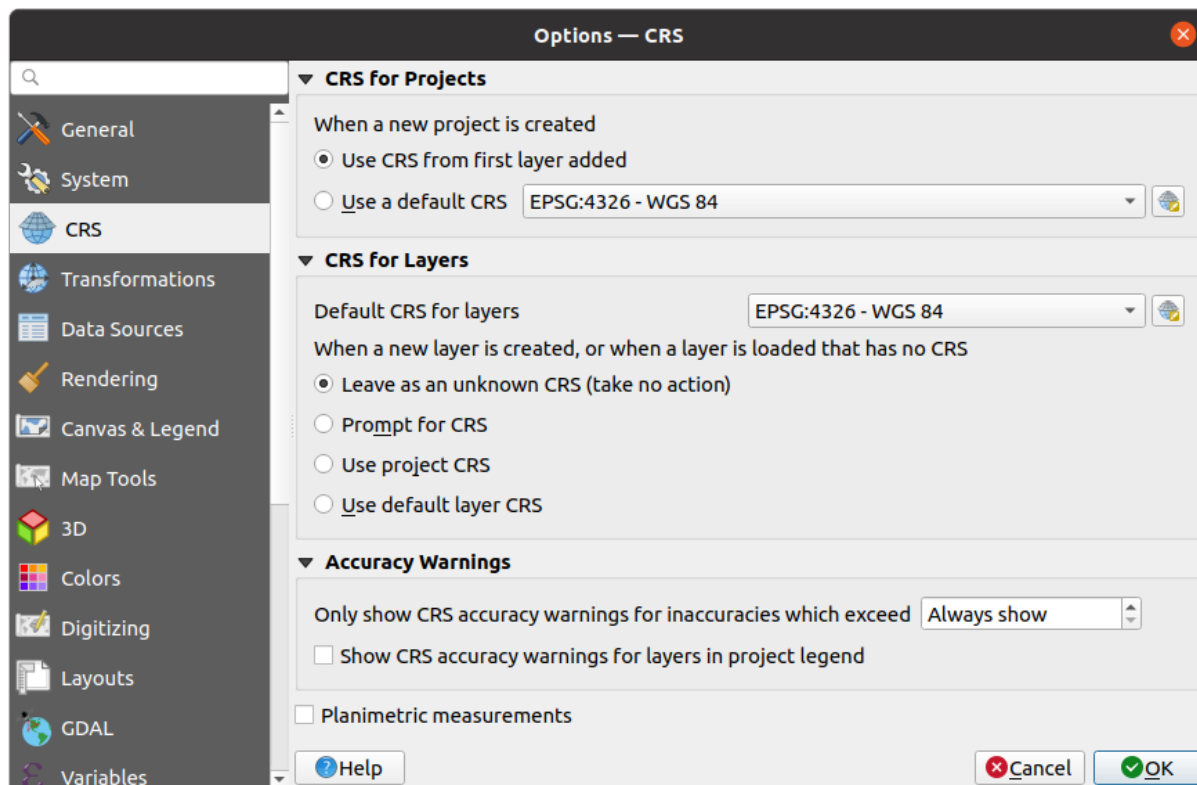 Options — CRS
General
System
CRS
Transformations
Data Sources
Rendering
Canvas & Legend
Map Tools
3D
Colors
Digitizing
Layouts
GDAL
Variables
CRS for Projects
When a new project is created
Use CRS from first layer added
Use a default CRS EPSG:4326 - WGS 84
CRS for Layers
Default CRS for layers EPSG:4326 - WGS 84
When a new layer is created, or when a layer is loaded that has no CRS
Leave as an unknown CRS (take no action)
Prompt for CRS
Use project CRS
Use default layer CRS
Accuracy Warnings
Only show CRS accuracy warnings for inaccuracies which exceed Always show
Show CRS accuracy warnings for layers in project legend
Planimetric measurements
Help Cancel OK